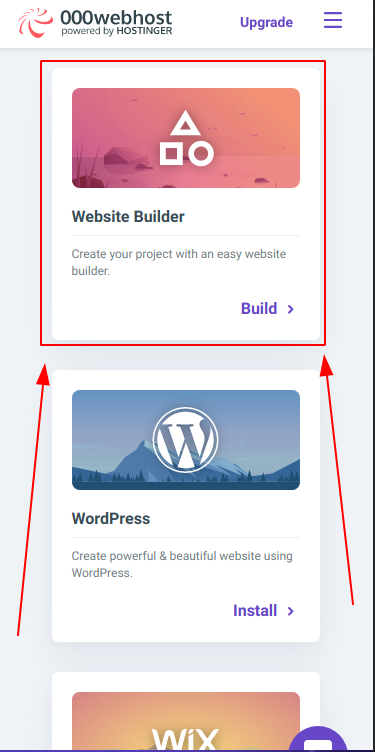 000webhost
powered by HOSTINGER
Upgrade
Website Builder
Create your project with an easy website
builder.
Build
W
WordPress
Create powerful & beautiful website using
WordPress.
Install
WiX